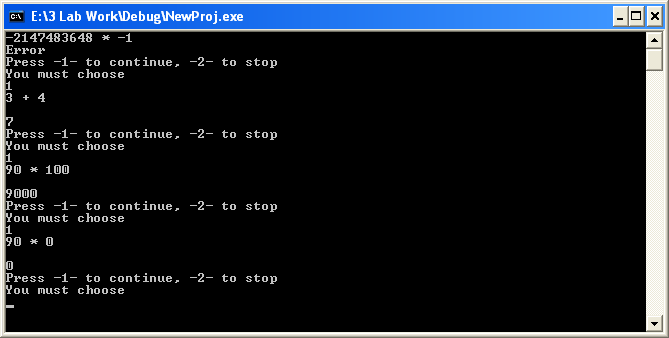 E:\3 Lab Work\Debug\NewProj.exe
-2147483648 * -1
Error
Press -1- to continue, -2- to stop
You must choose
1
3 + 4
7
Press -1- to continue, -2- to stop
You must choose
1
90 * 100
9000
Press -1- to continue, -2- to stop
You must choose
1
90 * 0
0
Press -1- to continue, -2- to stop
You must choose